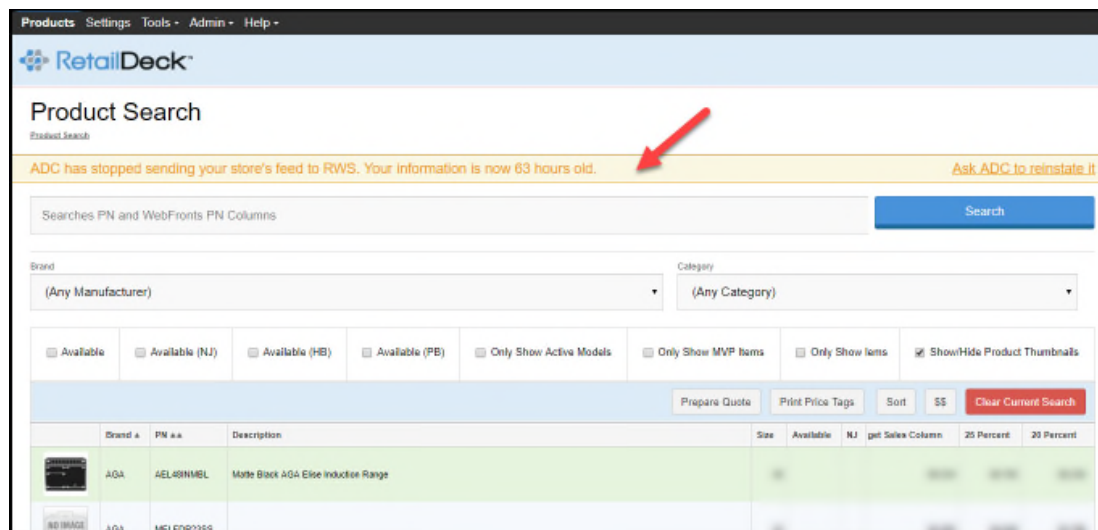 Products Settings Tools Admin Help
RetailDeck
Product Search
Product Search
ADC has stopped sending your store's feed to RWS. Your information is now 63 hours old. Ask ADC to reinstate it
Searches PN and WebFronts PN Columns Search
Brand Category
(Any Manufacturer) (Any Category)
Available Available (NJ) Available (HB) Available (PB) Only Show Active Models Only Show MVP Items Only Show Iems Show/Hide Product Thumbnails
Prepare Quote Print Price Tags Sort $$ Clear Current Search
Brand PN Description Size Available NJ get Sales Column 25 Percent 20 Percent
AGA AEL48INMBL Matte Black AGA Elise Induction Range
NO IMAGE AGA